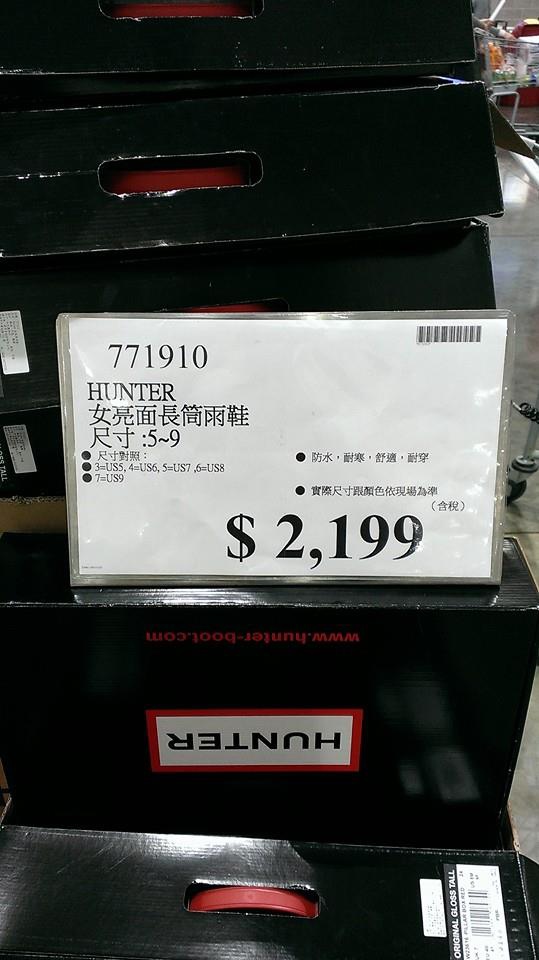 771910
HUNTER
女亮面長筒雨鞋
尺寸 :5~9
● 尺寸對照：
● 3=US5, 4=US6, 5=US7 ,6=US8
● 7=US9
● 防水，耐寒，舒適，耐穿
● 實際尺寸跟顏色依現場為準
（含稅）
$ 2,199
www.hunter-boot.com
HUNTER
ORIGINAL GLOSS TALL